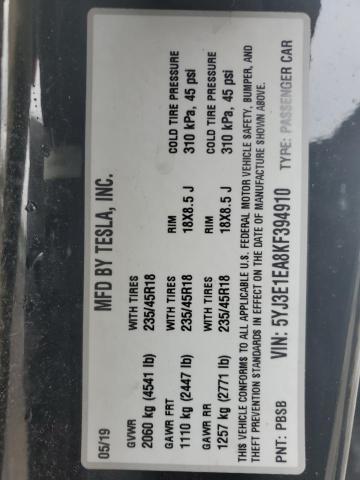 MFD BY TESLA, INC.
05/19
GVWR
2060 kg (4541 lb)
WITH TIRES
235/45R18
GAWR FRT
1110 kg (2447 lb)
WITH TIRES
235/45R18
RIM
18X8.5 J
COLD TIRE PRESSURE
310 kPa, 45 psi
GAWR RR
1257 kg (2771 lb)
WITH TIRES
235/45R18
RIM
18X8.5 J
COLD TIRE PRESSURE
310 kPa, 45 psi
THIS VEHICLE CONFORMS TO ALL APPLICABLE U.S. FEDERAL MOTOR VEHICLE SAFETY, BUMPER, AND
THEFT PREVENTION STANDARDS IN EFFECT ON THE DATE OF MANUFACTURE SHOWN ABOVE.
PNT: PBSB VIN: 5YJ3E1EA8KF394910 TYPE: PASSENGER CAR